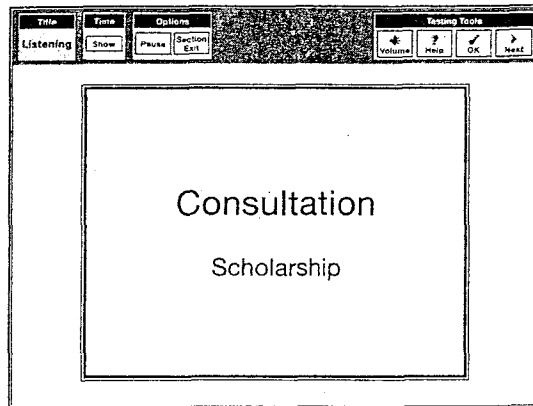 Title
Time
Options
Testing Tools
Listening
Show
Pause
Section
Exit
Volume
?
Help
OK
>
Next
Consultation
Scholarship